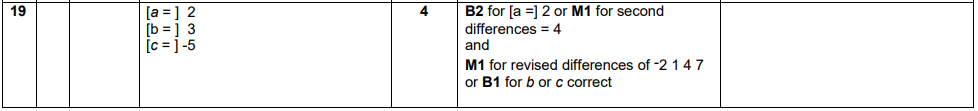 19 [a = ] 2 4 B2 for [a =] 2 or M1 for second
[b = ] 3 differences = 4
[c = ] -5 and
M1 for revised differences of -2 1 4 7
or B1 for b or c correct